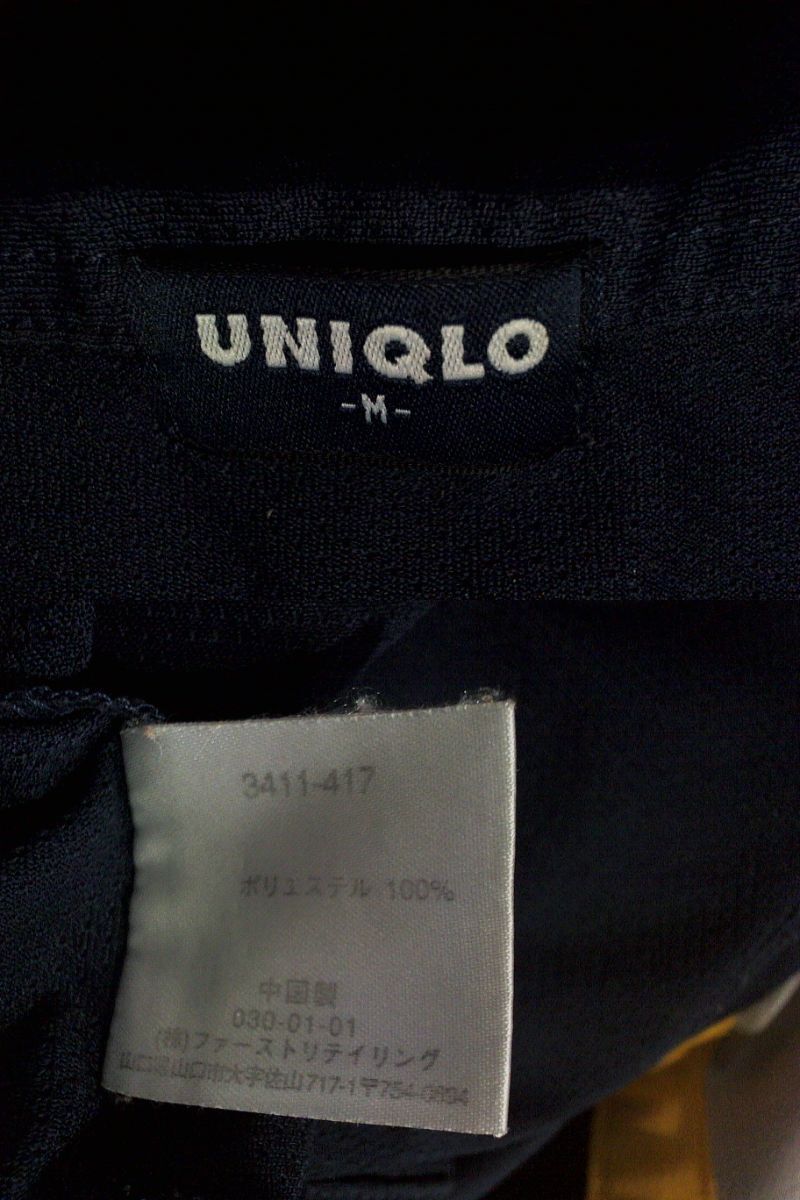 UNIQLO
-M-
3411-417
ポリエステル 100%
中国製
030-01-01
(株)ファーストリテイリング
山口県山口市大字佐山717-1〒754-0894